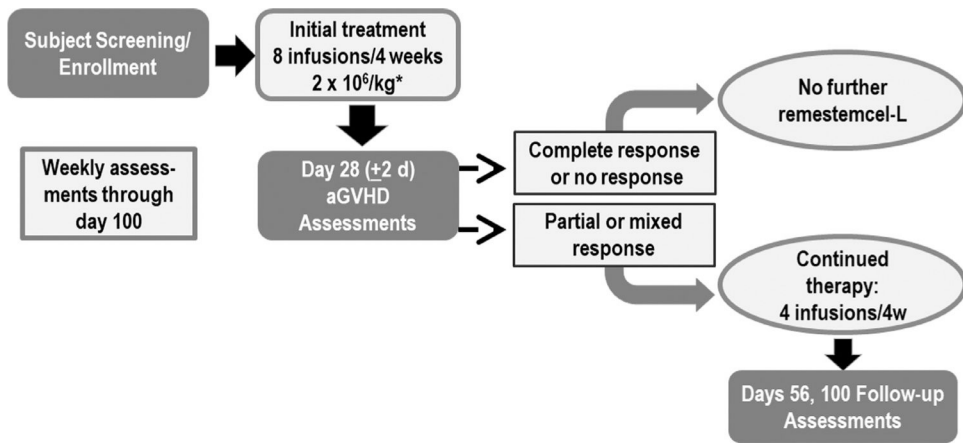 Subject Screening/
Enrollment
Initial treatment
8 infusions/4 weeks
2 x 10⁶/kg*
No further
remestemcel-L
Weekly assess-
ments through
day 100
Day 28 (±2 d)
aGVHD
Assessments
Complete response
or no response
Partial or mixed
response
Continued
therapy:
4 infusions/4w
Days 56, 100 Follow-up
Assessments